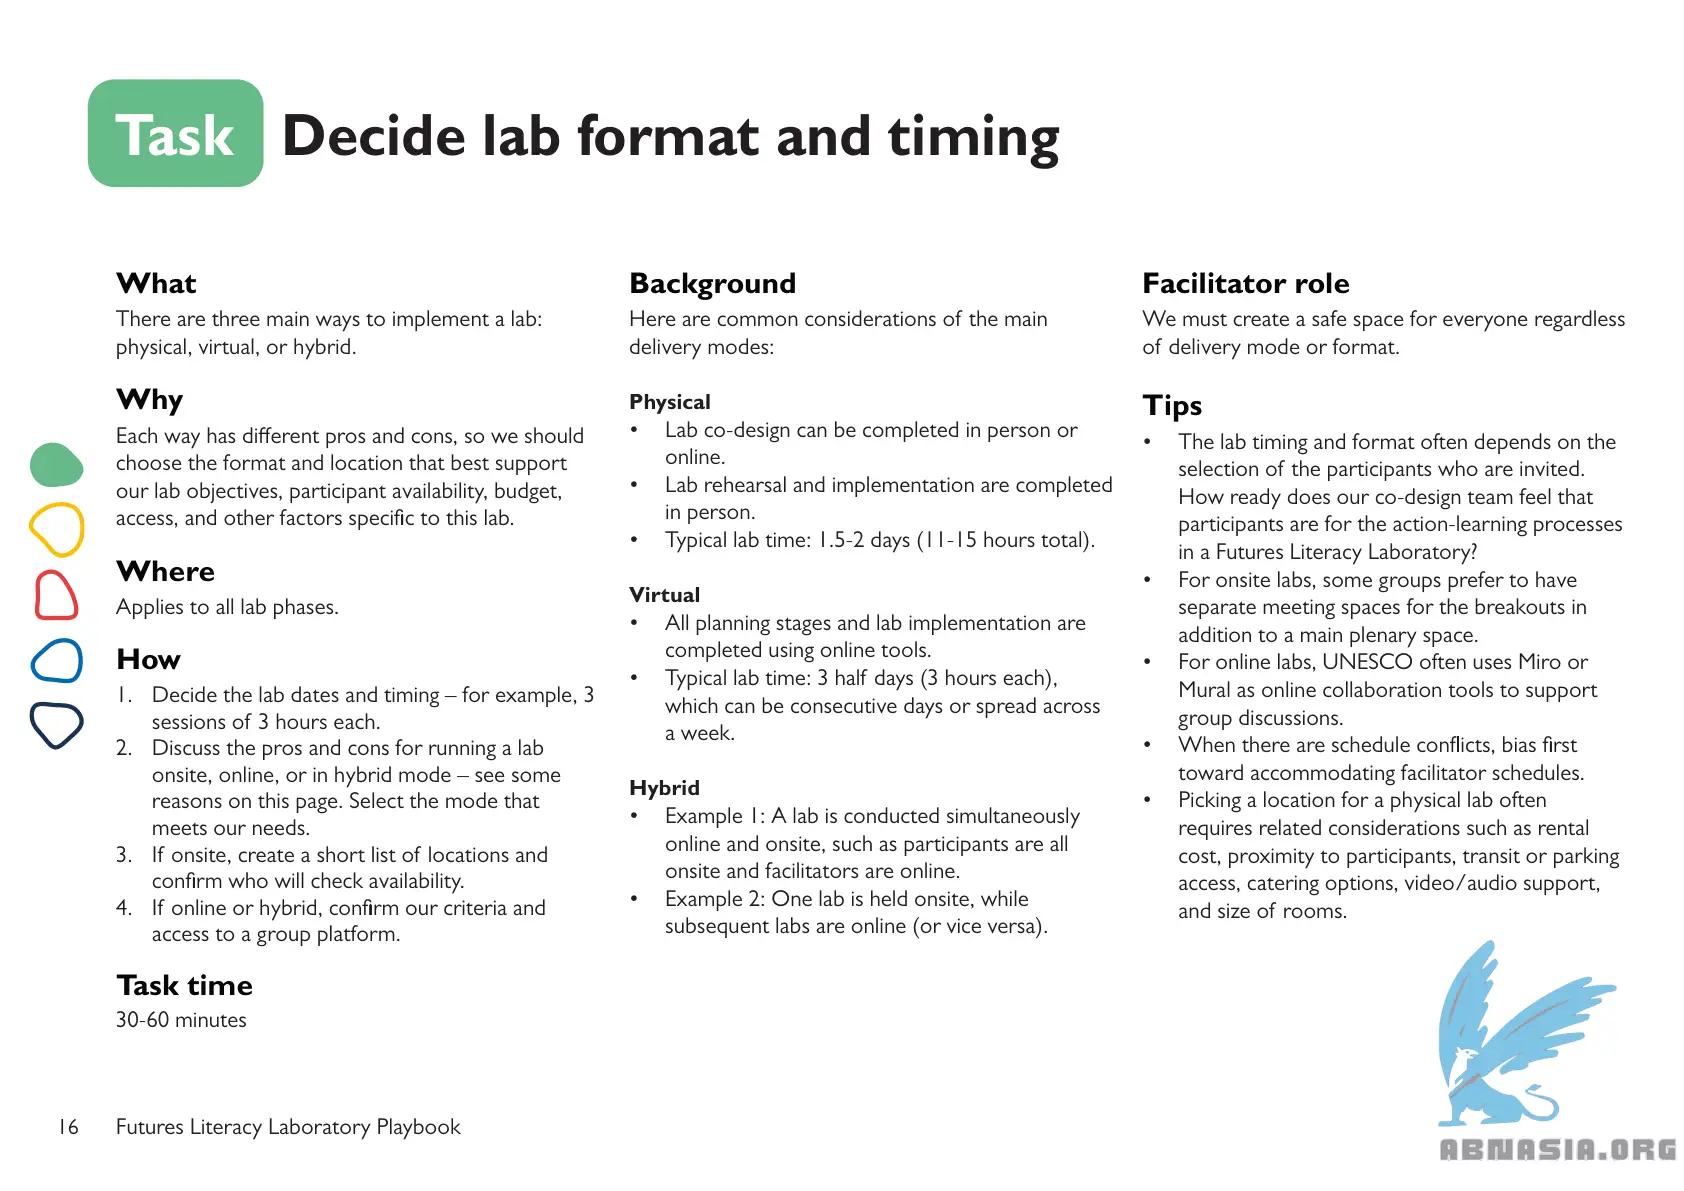 Task Decide lab format and timing
What
There are three main ways to implement a lab:
physical, virtual, or hybrid.
Why
Each way has different pros and cons, so we should
choose the format and location that best support
our lab objectives, participant availability, budget,
access, and other factors specific to this lab.
Where
Applies to all lab phases.
How
1. Decide the lab dates and timing – for example, 3
sessions of 3 hours each.
2. Discuss the pros and cons for running a lab
onsite, online, or in hybrid mode – see some
reasons on this page. Select the mode that
meets our needs.
3. If onsite, create a short list of locations and
confirm who will check availability.
4. If online or hybrid, confirm our criteria and
access to a group platform.
Task time
30-60 minutes
Background
Here are common considerations of the main
delivery modes:
Physical
• Lab co-design can be completed in person or
online.
• Lab rehearsal and implementation are completed
in person.
• Typical lab time: 1.5-2 days (11-15 hours total).
Virtual
• All planning stages and lab implementation are
completed using online tools.
• Typical lab time: 3 half days (3 hours each),
which can be consecutive days or spread across
a week.
Hybrid
• Example 1: A lab is conducted simultaneously
online and onsite, such as participants are all
onsite and facilitators are online.
• Example 2: One lab is held onsite, while
subsequent labs are online (or vice versa).
Facilitator role
We must create a safe space for everyone regardless
of delivery mode or format.
Tips
• The lab timing and format often depends on the
selection of the participants who are invited.
How ready does our co-design team feel that
participants are for the action-learning processes
in a Futures Literacy Laboratory?
• For onsite labs, some groups prefer to have
separate meeting spaces for the breakouts in
addition to a main plenary space.
• For online labs, UNESCO often uses Miro or
Mural as online collaboration tools to support
group discussions.
• When there are schedule conflicts, bias first
toward accommodating facilitator schedules.
• Picking a location for a physical lab often
requires related considerations such as rental
cost, proximity to participants, transit or parking
access, catering options, video/audio support,
and size of rooms.
16 Futures Literacy Laboratory Playbook
ABNASIA.ORG